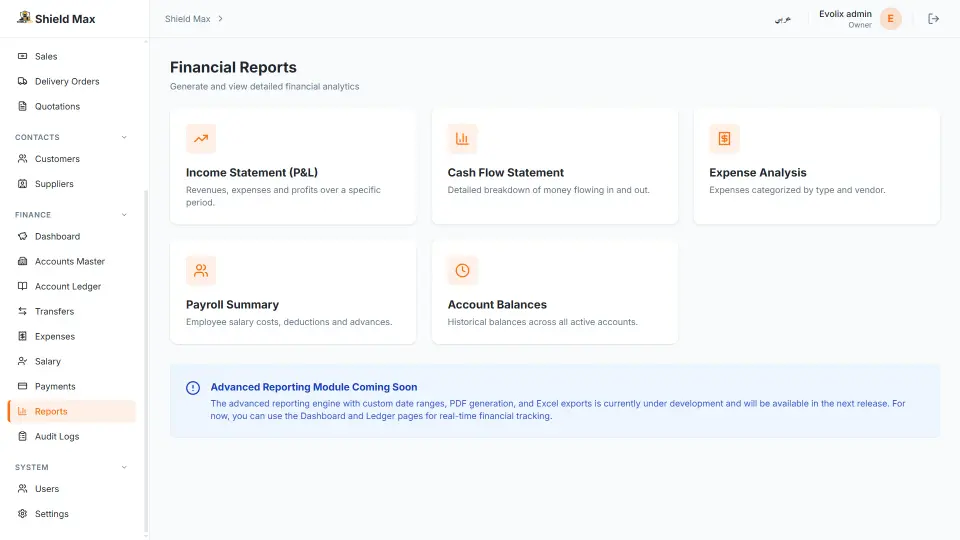 Shield Max
Shield Max
عربي
Evolix admin
Owner
E
Sales
Delivery Orders
Quotations
CONTACTS
Customers
Suppliers
FINANCE
Dashboard
Accounts Master
Account Ledger
Transfers
Expenses
Salary
Payments
Reports
Audit Logs
SYSTEM
Users
Settings
Financial Reports
Generate and view detailed financial analytics
Income Statement (P&L)
Revenues, expenses and profits over a specific
period.
Cash Flow Statement
Detailed breakdown of money flowing in and out.
Expense Analysis
Expenses categorized by type and vendor.
Payroll Summary
Employee salary costs, deductions and advances.
Account Balances
Historical balances across all active accounts.
Advanced Reporting Module Coming Soon
The advanced reporting engine with custom date ranges, PDF generation, and Excel exports is currently under development and will be available in the next release. For
now, you can use the Dashboard and Ledger pages for real-time financial tracking.